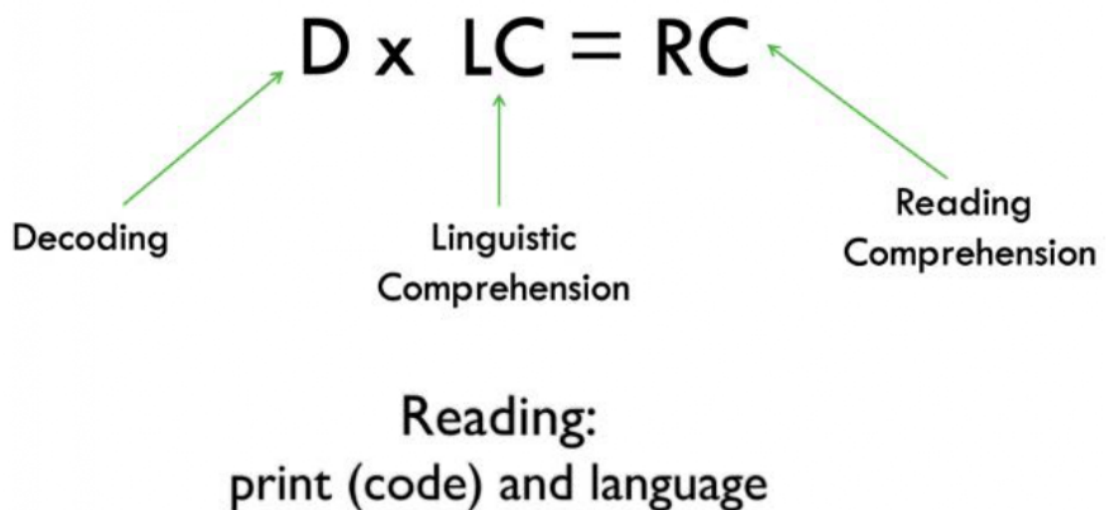 D x LC = RC
Decoding
Linguistic
Comprehension
Reading
Comprehension
Reading:
print (code) and language